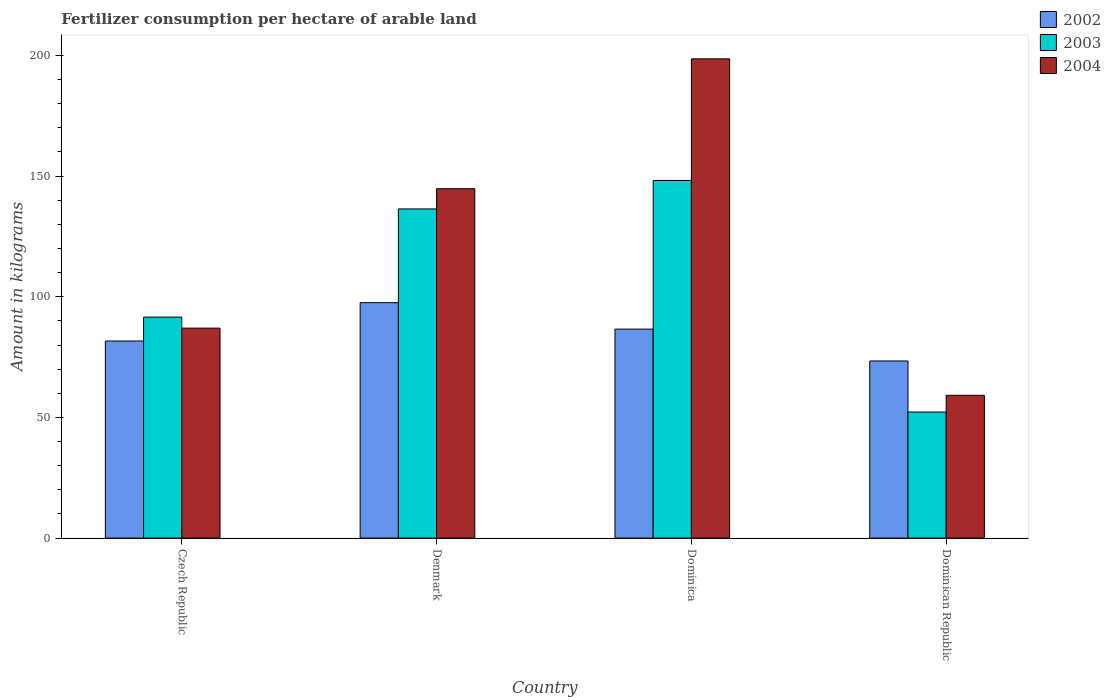 Fertilizer consumption per hectare of arable land
2002
2003
2004
Amount in kilograms
200
150
100
50
0
Czech Republic
Denmark
Dominica
Dominican Republic
Country